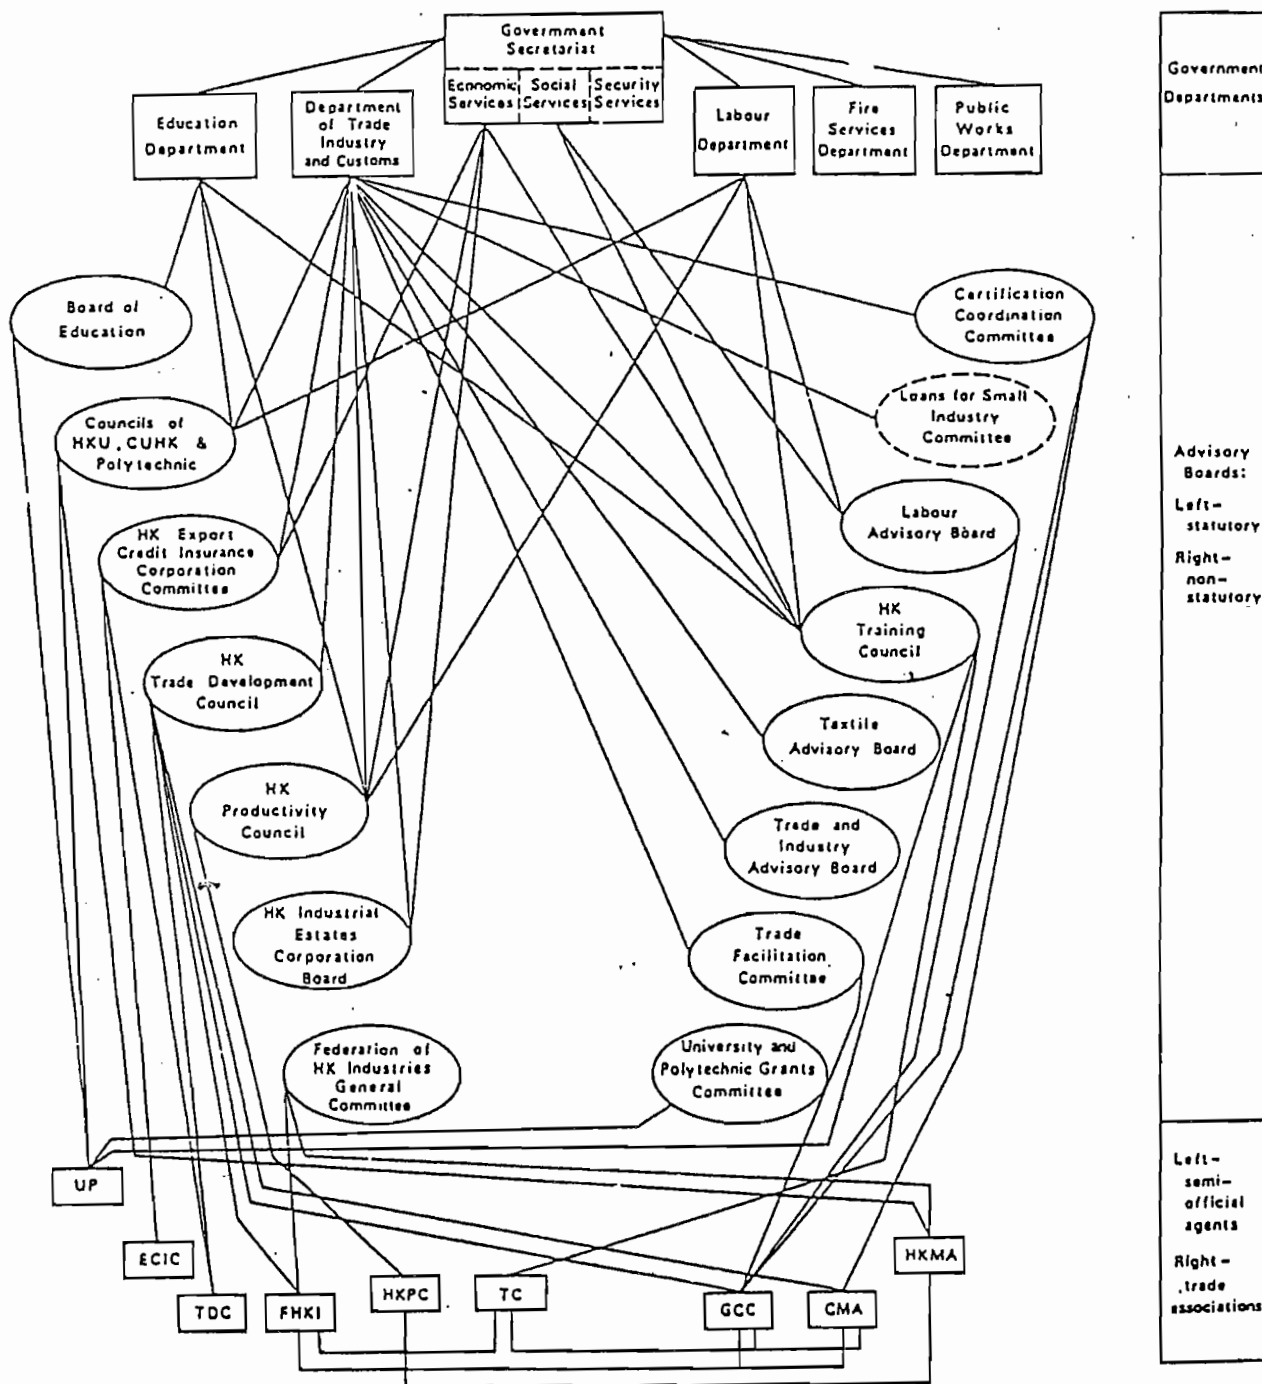 Govermment
Secretariat
Economic
Services
Social
Services
Security
Services
Education
Department
Department
of Trade
Industry
and Customs
Labour
Department
Fire
Services
Department
Public
Works
Department
Government
Departments
Board of
Education
Certification
Coordination
Committee
Councils of
HKU, CUHK &
Polytechnic
Loans for Small
Industry
Committee
HK Export
Credit Insurance
Corporation
Committee
Labour
Advisory Board
HK
Trade Development
Council
HK
Training
Council
HK
Productivity
Council
Textile
Advisory Board
Trade and
Industry
Advisory Board
HK Industrial
Estates
Corporation
Board
Trade
Facilitation
Committee
Federation of
HK Industries
General
Committee
University and
Polytechnic Grants
Committee
Advisory
Boards:
Left-
statutory
Right-
non-
statutory
UP
ECIC
TDC
FHKI
HKPC
TC
GCC
CMA
HKMA
Left-
semi-
official
agents
Right-
trade
associations